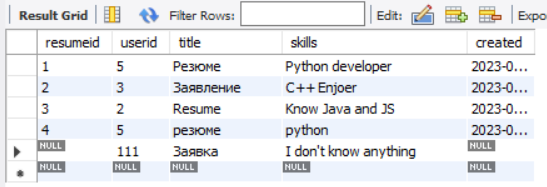 Result Grid Filter Rows: Edit: Expo
resumeid userid title skills created
1 5 Резюме Python developer 2023-0...
2 3 Заявление C++ Enjoer 2023-0...
3 2 Resume Know Java and JS 2023-0...
4 5 резюме python 2023-0...
NULL 111 Заявка I don't know anything NULL
NULL NULL NULL NULL NULL